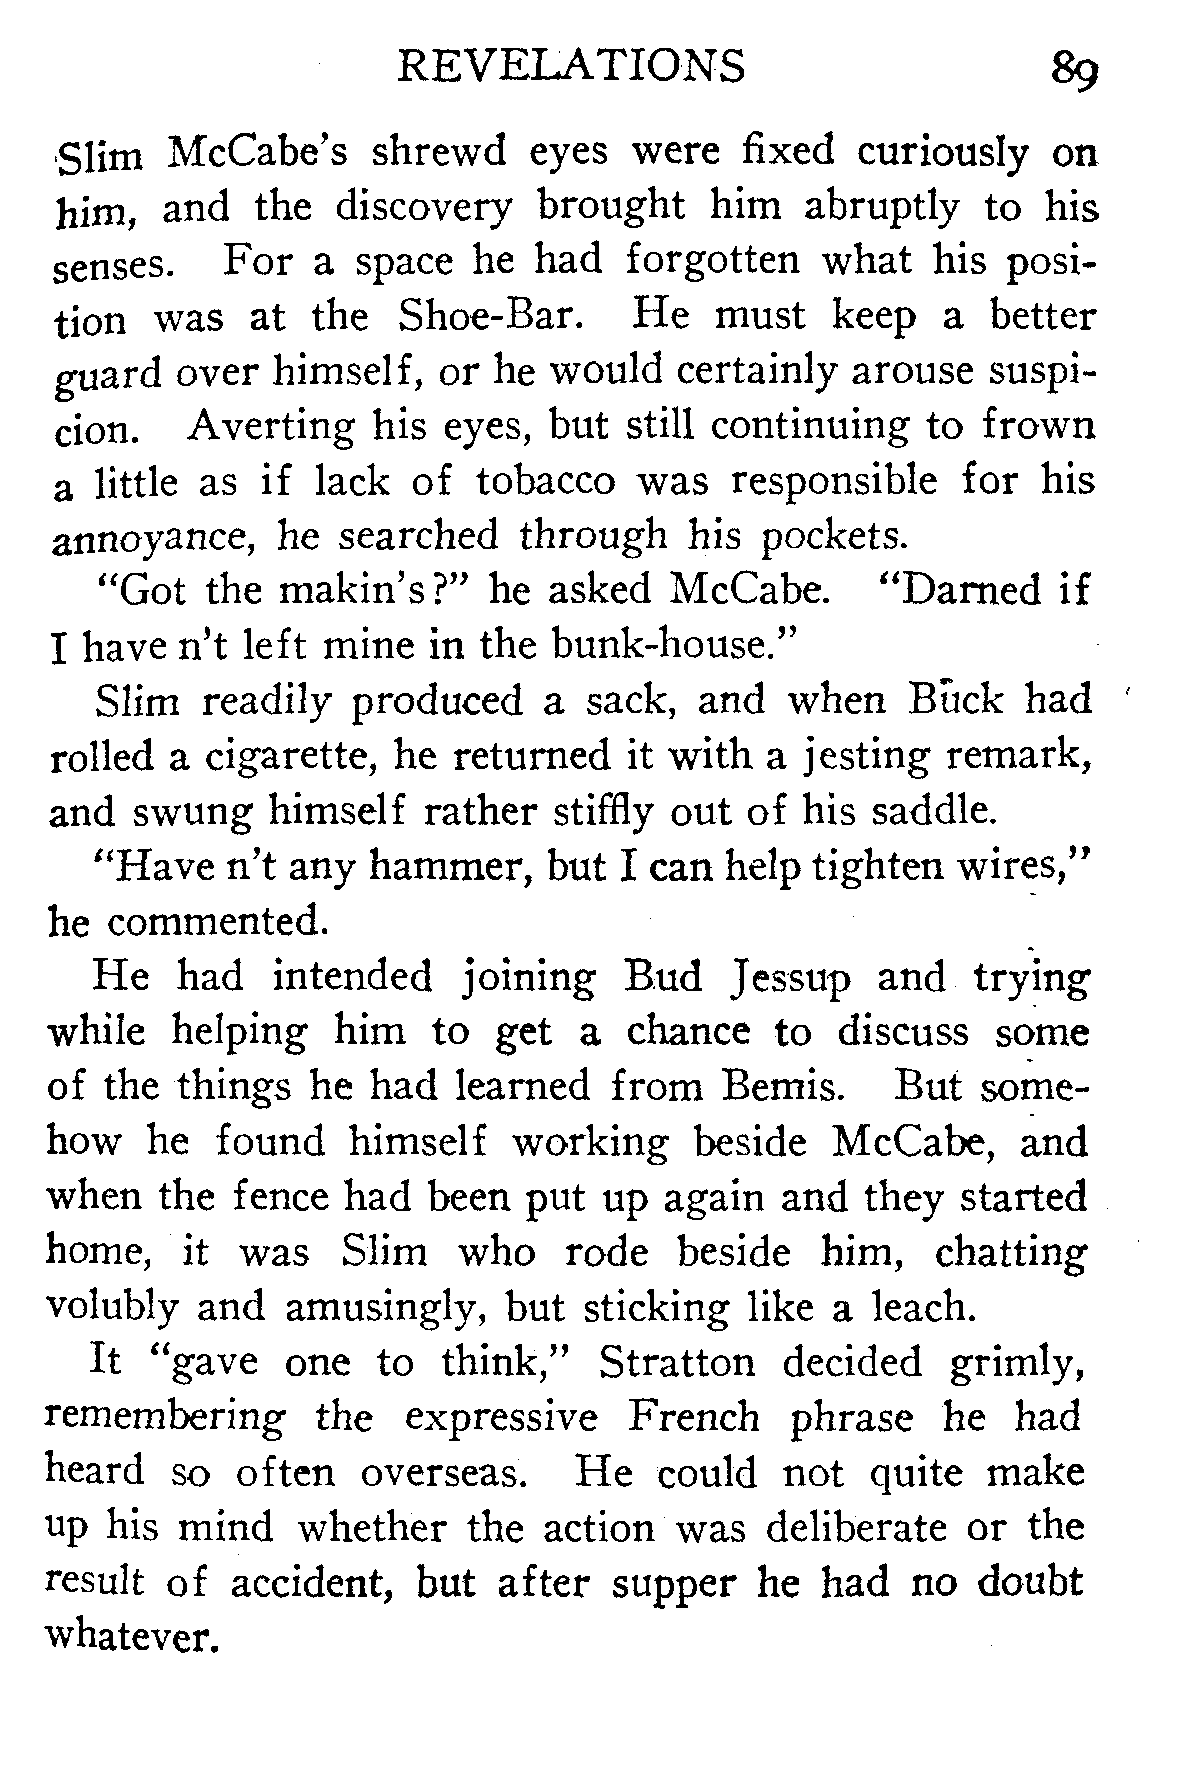 REVELATIONS 89
Slim McCabe's shrewd eyes were fixed curiously on
him, and the discovery brought him abruptly to his
senses. For a space he had forgotten what his posi-
tion was at the Shoe-Bar. He must keep a better
guard over himself, or he would certainly arouse suspi-
cion. Averting his eyes, but still continuing to frown
a little as if lack of tobacco was responsible for his
annoyance, he searched through his pockets.
"Got the makin's?" he asked McCabe. "Darned if
I have n't left mine in the bunk-house."
Slim readily produced a sack, and when Buck had
rolled a cigarette, he returned it with a jesting remark,
and swung himself rather stiffly out of his saddle.
"Have n't any hammer, but I can help tighten wires,"
he commented.
He had intended joining Bud Jessup and trying
while helping him to get a chance to discuss some
of the things he had learned from Bemis. But some-
how he found himself working beside McCabe, and
when the fence had been put up again and they started
home, it was Slim who rode beside him, chatting
volubly and amusingly, but sticking like a leach.
It "gave one to think," Stratton decided grimly,
remembering the expressive French phrase he had
heard so often overseas. He could not quite make
up his mind whether the action was deliberate or the
result of accident, but after supper he had no doubt
whatever.